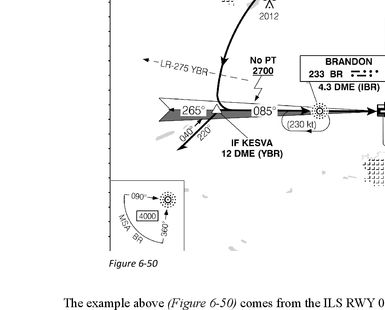 2012
No PT
2700
LR-275 YBR
BRANDON
233 BR
4.3 DME (IBR)
265°
085°
(230 kt)
040°
220°
IF KESVA
12 DME (YBR)
090°
4000
360°
MSA BR
Figure 6-50
The example above (Figure 6-50) comes from the ILS RWY 0